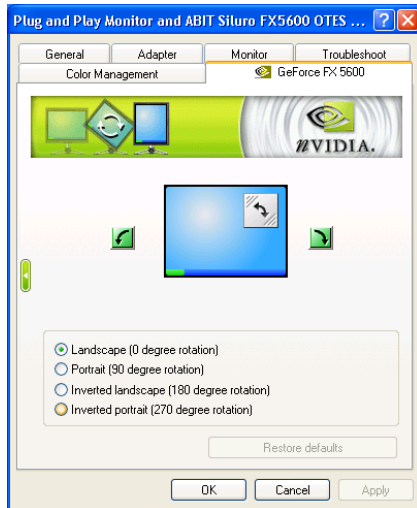 Plug and Play Monitor and ABIT Siluro FX5600 OTES ...
General Adapter Monitor Troubleshoot
Color Management GeForce FX 5600
nVIDIA.
Landscape (0 degree rotation)
Portrait (90 degree rotation)
Inverted landscape (180 degree rotation)
Inverted portrait (270 degree rotation)
Restore defaults
OK Cancel Apply